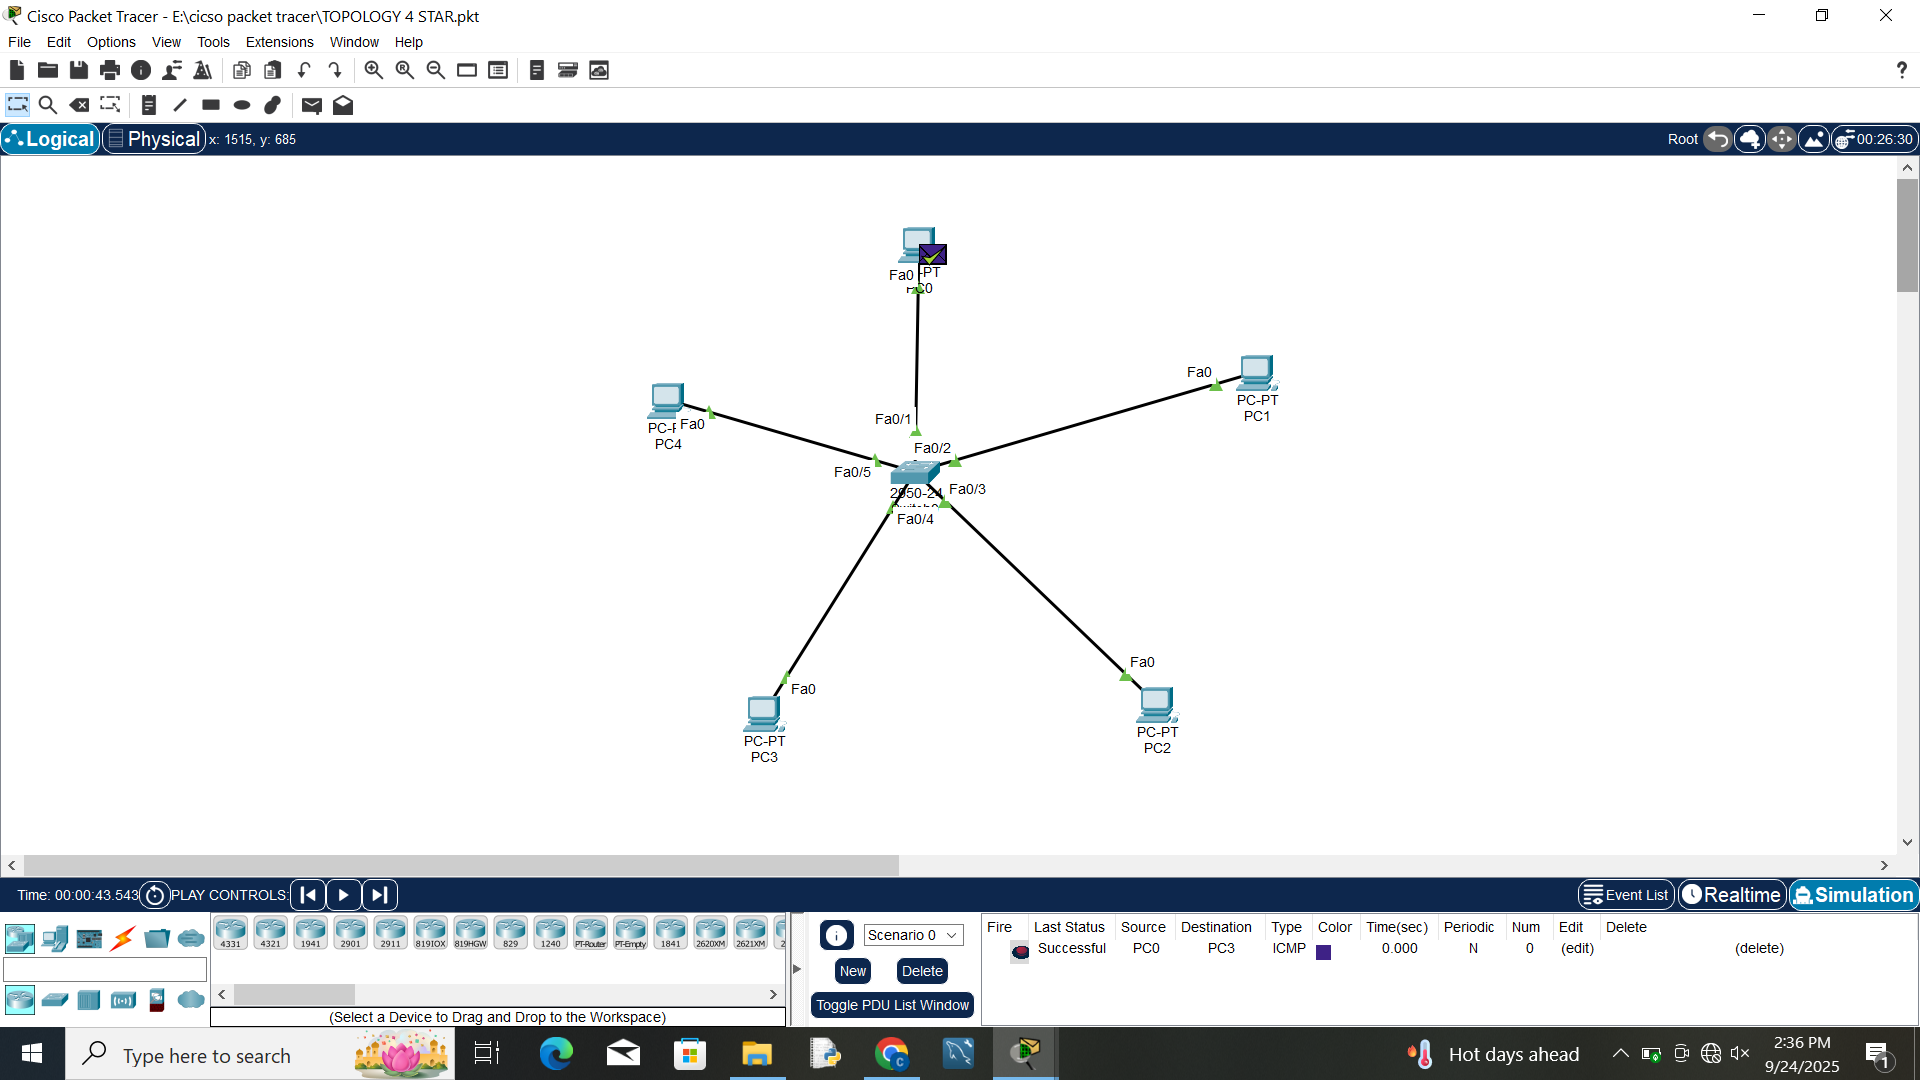 Cisco Packet Tracer - E:\cicso packet tracer\TOPOLOGY 4 STAR.pkt
File Edit Options View Tools Extensions Window Help
?
Logical Physical x: 1515, y: 685 Root 00:26:30
Fa0 -PT
PC0
Fa0
PC-PT
PC1
Fa0
PC4
Fa0/1
Fa0/2
Fa0/5
Fa0/3
2950-24
Fa0/4
Fa0
PC-PT
PC3
Fa0
PC-PT
PC2
Time: 00:00:43.543 PLAY CONTROLS: Event List Realtime Simulation
4331 4321 1941 2901 2911 819IOX 819HGW 829 1240 PT-Router PT-Empty 1841 2620XM 2621XM 2
(Select a Device to Drag and Drop to the Workspace)
Scenario 0
New Delete
Toggle PDU List Window
Fire Last Status Source Destination Type Color Time(sec) Periodic Num Edit Delete
Successful PC0 PC3 ICMP 0.000 N 0 (edit) (delete)
Type here to search
Hot days ahead
2:36 PM
9/24/2025
1